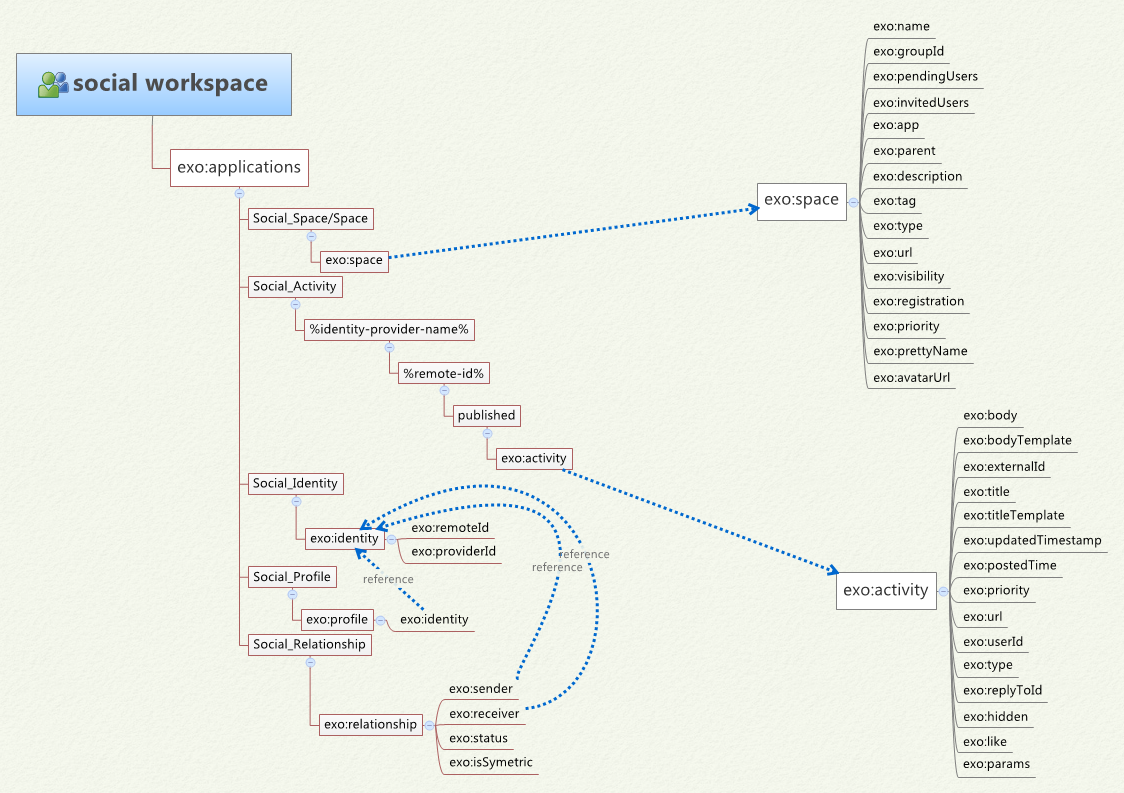 social workspace
exo:applications
Social_Space/Space
exo:space
Social_Activity
%identity-provider-name%
%remote-id%
published
exo:activity
Social_Identity
exo:identity
exo:remoteId
exo:providerId
reference
reference
reference
Social_Profile
exo:profile
exo:identity
Social_Relationship
exo:relationship
exo:sender
exo:receiver
exo:status
exo:isSymetric
exo:space
exo:name
exo:groupId
exo:pendingUsers
exo:invitedUsers
exo:app
exo:parent
exo:description
exo:tag
exo:type
exo:url
exo:visibility
exo:registration
exo:priority
exo:prettyName
exo:avatarUrl
exo:activity
exo:body
exo:bodyTemplate
exo:externalId
exo:title
exo:titleTemplate
exo:updatedTimestamp
exo:postedTime
exo:priority
exo:url
exo:userId
exo:type
exo:replyToId
exo:hidden
exo:like
exo:params